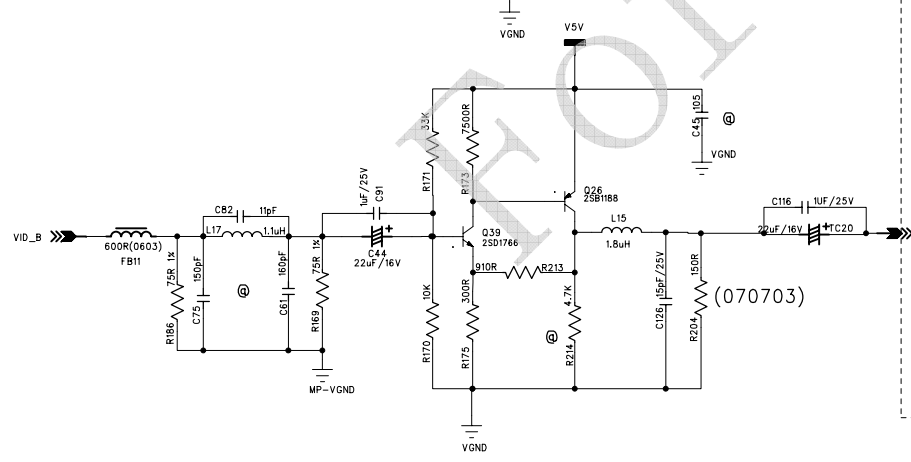 VGND
V5V
33K
R171
7500R
R173
C45 105
@
VGND
Q26
2SB1188
VID_B
600R(0603)
FB11
C82 11pF
L17 1.1uH
75R 1%
R186
150pF
C75
@
160pF
C61
75R 1%
R169
MP-VGND
1uF/25V
C91
C44
22uF/16V
Q39
2SD1766
910R R213
10K
R170
300R
R175
4.7K
@
R214
L15
1.8uH
15pF/25V
C126
150R
R204
(070703)
C116 1UF/25V
22uF/16V TC20
VGND
For